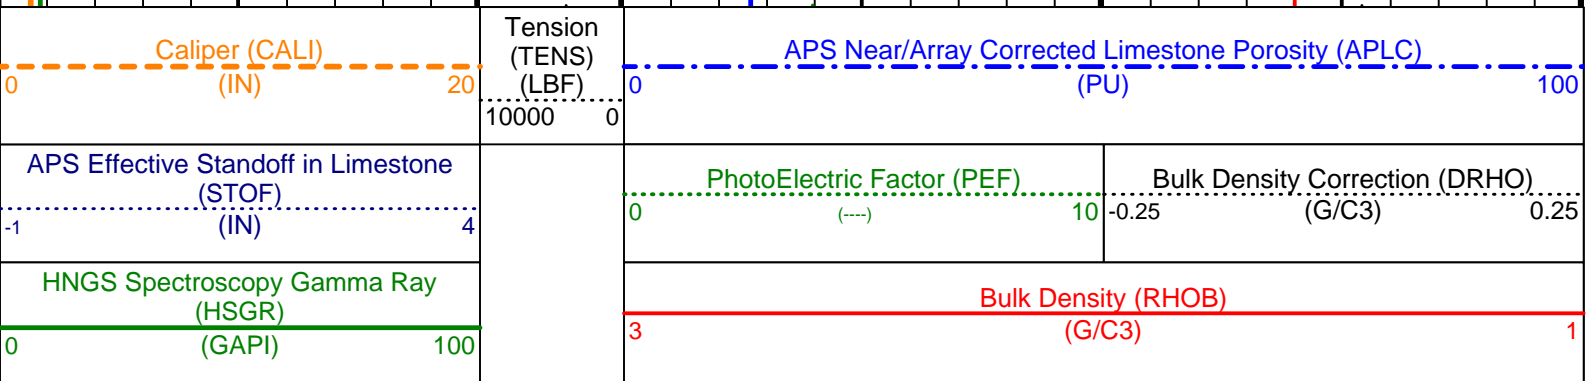 Caliper (CALI)
0 (IN) 20
Tension
(TENS)
(LBF)
10000 0
APS Near/Array Corrected Limestone Porosity (APLC)
0 (PU) 100
APS Effective Standoff in Limestone
(STOF)
-1 (IN) 4
PhotoElectric Factor (PEF)
0 (----) 10
Bulk Density Correction (DRHO)
-0.25 (G/C3) 0.25
HNGS Spectroscopy Gamma Ray
(HSGR)
0 (GAPI) 100
Bulk Density (RHOB)
3 (G/C3) 1